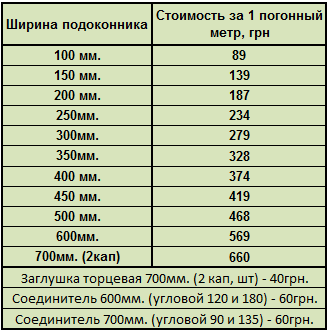 Ширина подоконника
Стоимость за 1 погонный
метр, грн
100 мм. 89
150 мм. 139
200 мм. 187
250мм. 234
300мм. 279
350мм. 328
400 мм. 374
450 мм. 419
500 мм. 468
600мм. 569
700мм. (2кап) 660
Заглушка торцевая 700мм. (2 кап, шт) - 40грн.
Соединитель 600мм. (угловой 120 и 180) - 60грн.
Соединитель 700мм. (угловой 90 и 135) - 60грн.